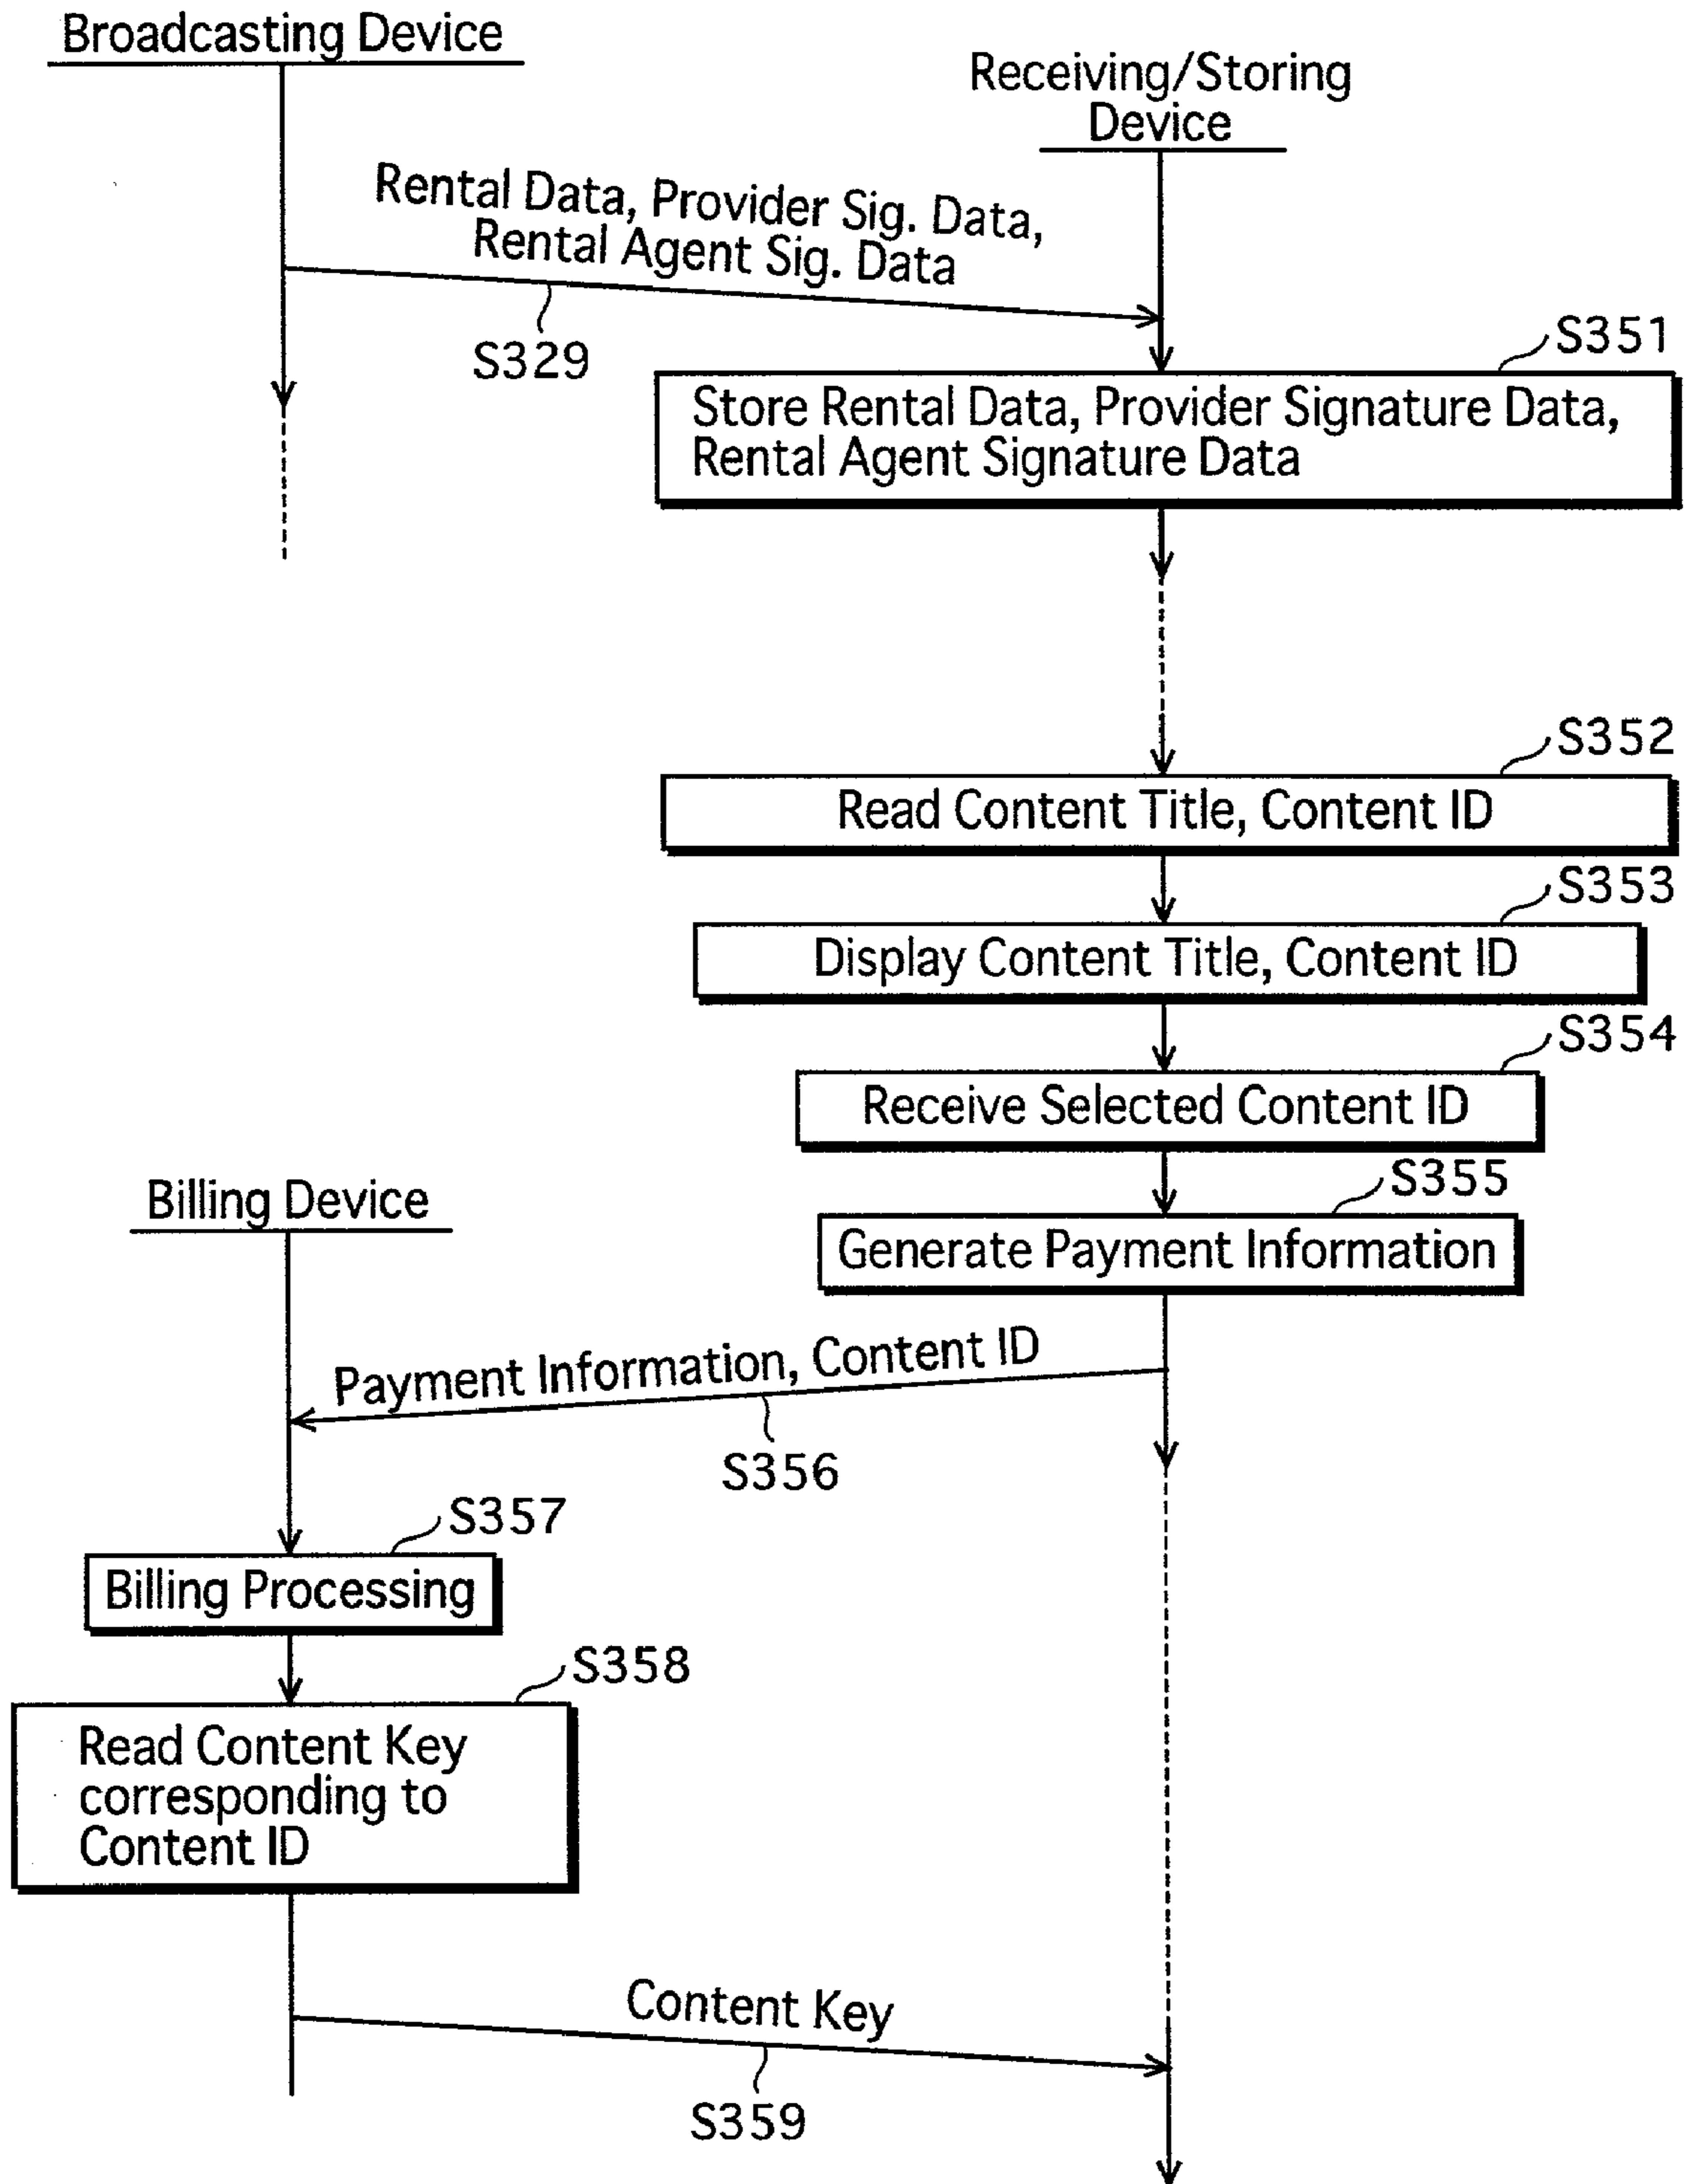 Broadcasting Device
Receiving/Storing
Device
Rental Data, Provider Sig. Data,
Rental Agent Sig. Data
S329
S351
Store Rental Data, Provider Signature Data,
Rental Agent Signature Data
S352
Read Content Title, Content ID
S353
Display Content Title, Content ID
S354
Receive Selected Content ID
S355
Billing Device
Generate Payment Information
Payment Information, Content ID
S356
S357
Billing Processing
S358
Read Content Key
corresponding to
Content ID
Content Key
S359